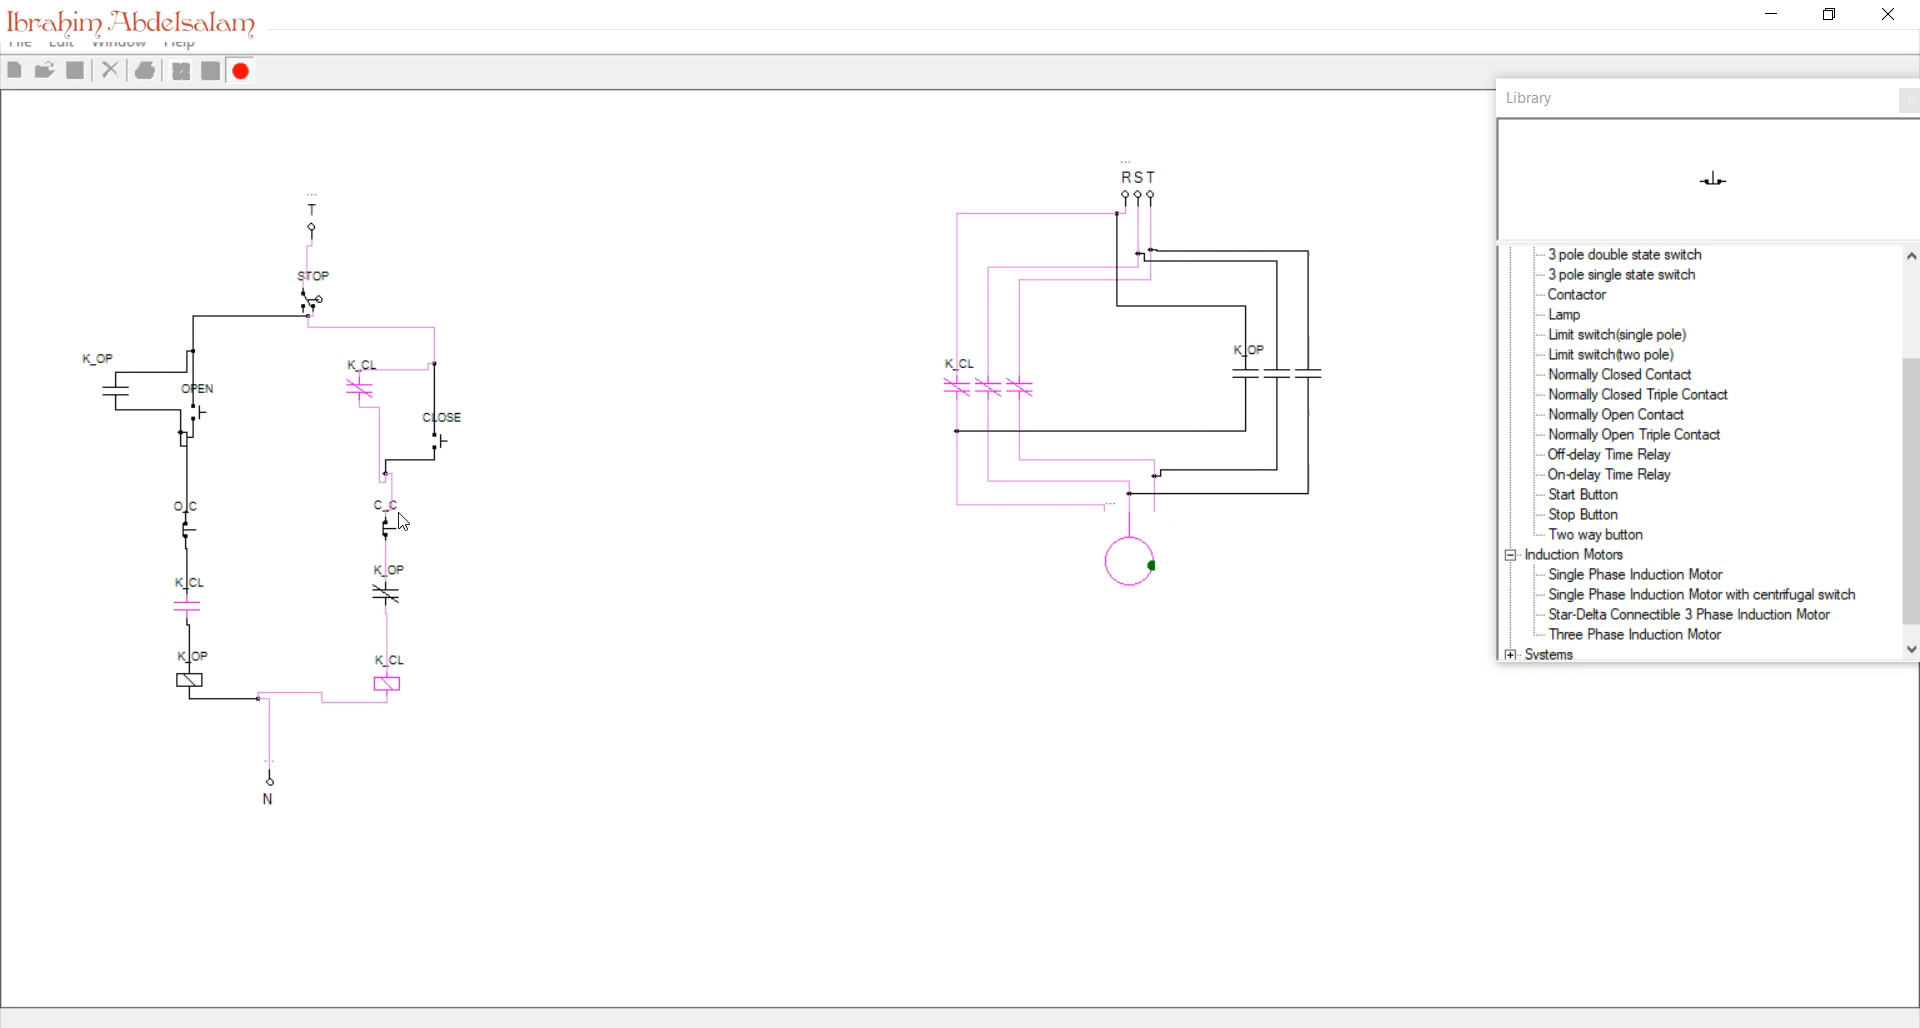 Ibrahim Abdelsalam
File Edit Window Help
Library
3 pole double state switch
3 pole single state switch
Contactor
Lamp
Limit switch(single pole)
Limit switch(two pole)
Normally Closed Contact
Normally Closed Triple Contact
Normally Open Contact
Normally Open Triple Contact
Off-delay Time Relay
On-delay Time Relay
Start Button
Stop Button
Two way button
Induction Motors
Single Phase Induction Motor
Single Phase Induction Motor with centrifugal switch
Star-Delta Connectible 3 Phase Induction Motor
Three Phase Induction Motor
Systems
...
T
STOP
K_OP
OPEN
K_CL
CLOSE
O_C
C_C
K_CL
K_OP
K_OP
K_CL
...
N
...
R S T
K_CL
K_OP
...